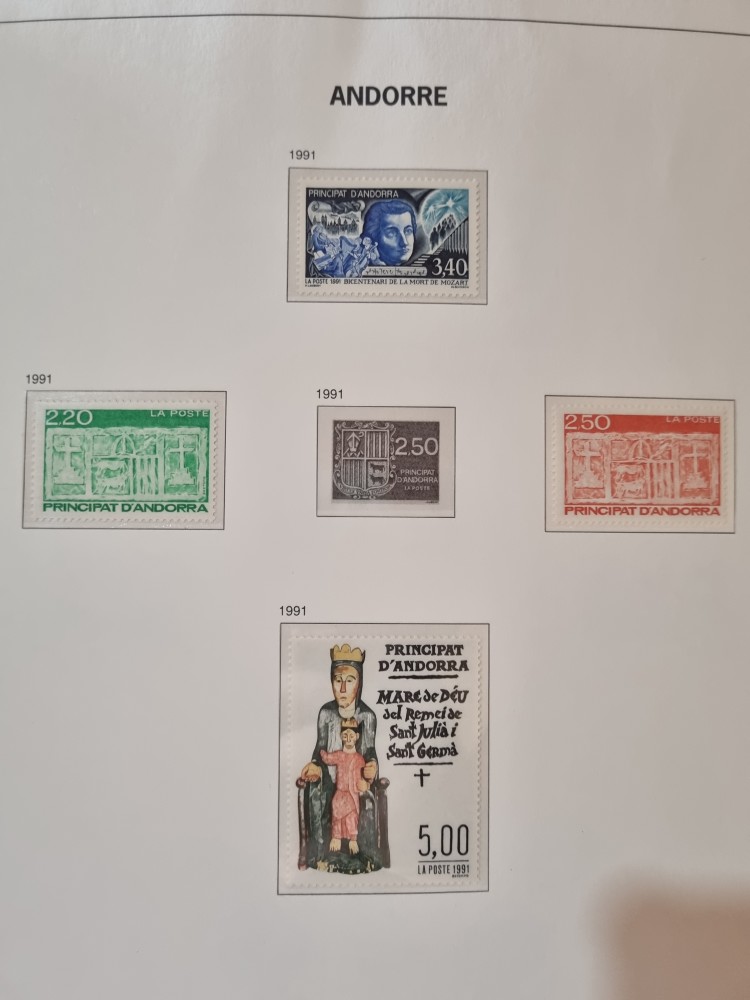 ANDORRE
1991
PRINCIPAT D'ANDORRA
3,40
LA POSTE 1991 BICENTENARI DE LA MORT DE MOZART
1991
2,20 LA POSTE
PRINCIPAT D'ANDORRA
1991
2,50
PRINCIPAT
D'ANDORRA
LA POSTE
2,50 LA POSTE
PRINCIPAT D'ANDORRA
1991
PRINCIPAT
D'ANDORRA
MARE de DÉU
del Remei de
Sant Julià i
Sant Germà
5,00
LA POSTE 1991